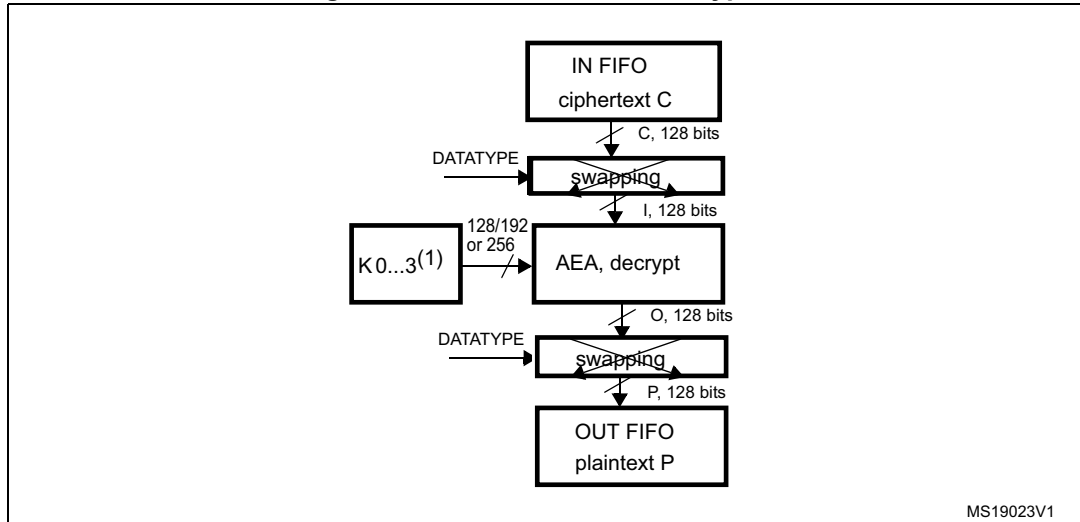 IN FIFO
ciphertext C
C, 128 bits
DATATYPE
swapping
I, 128 bits
128/192
or 256
K 0...3(1)
AEA, decrypt
O, 128 bits
DATATYPE
swapping
P, 128 bits
OUT FIFO
plaintext P
MS19023V1